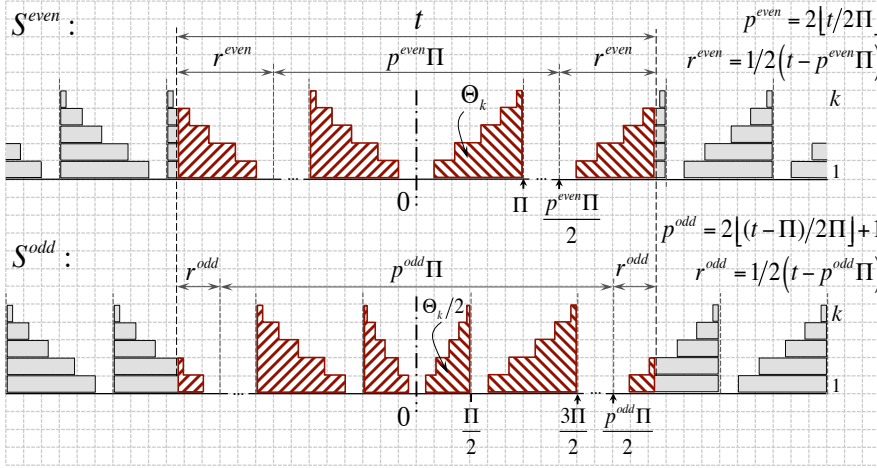 S^{even} :
t
p^{even} = 2⌊t/2Π⌋
r^{even} p^{even}Π r^{even}
r^{even} = 1/2(t − p^{even}Π)
Θ_k
k
... ...
1
0 Π p^{even}Π/2
S^{odd} :
p^{odd} = 2⌊(t − Π)/2Π⌋ + 1
r^{odd} p^{odd}Π r^{odd}
r^{odd} = 1/2(t − p^{odd}Π)
Θ_k/2
k
... ...
1
0 Π/2 3Π/2 p^{odd}Π/2